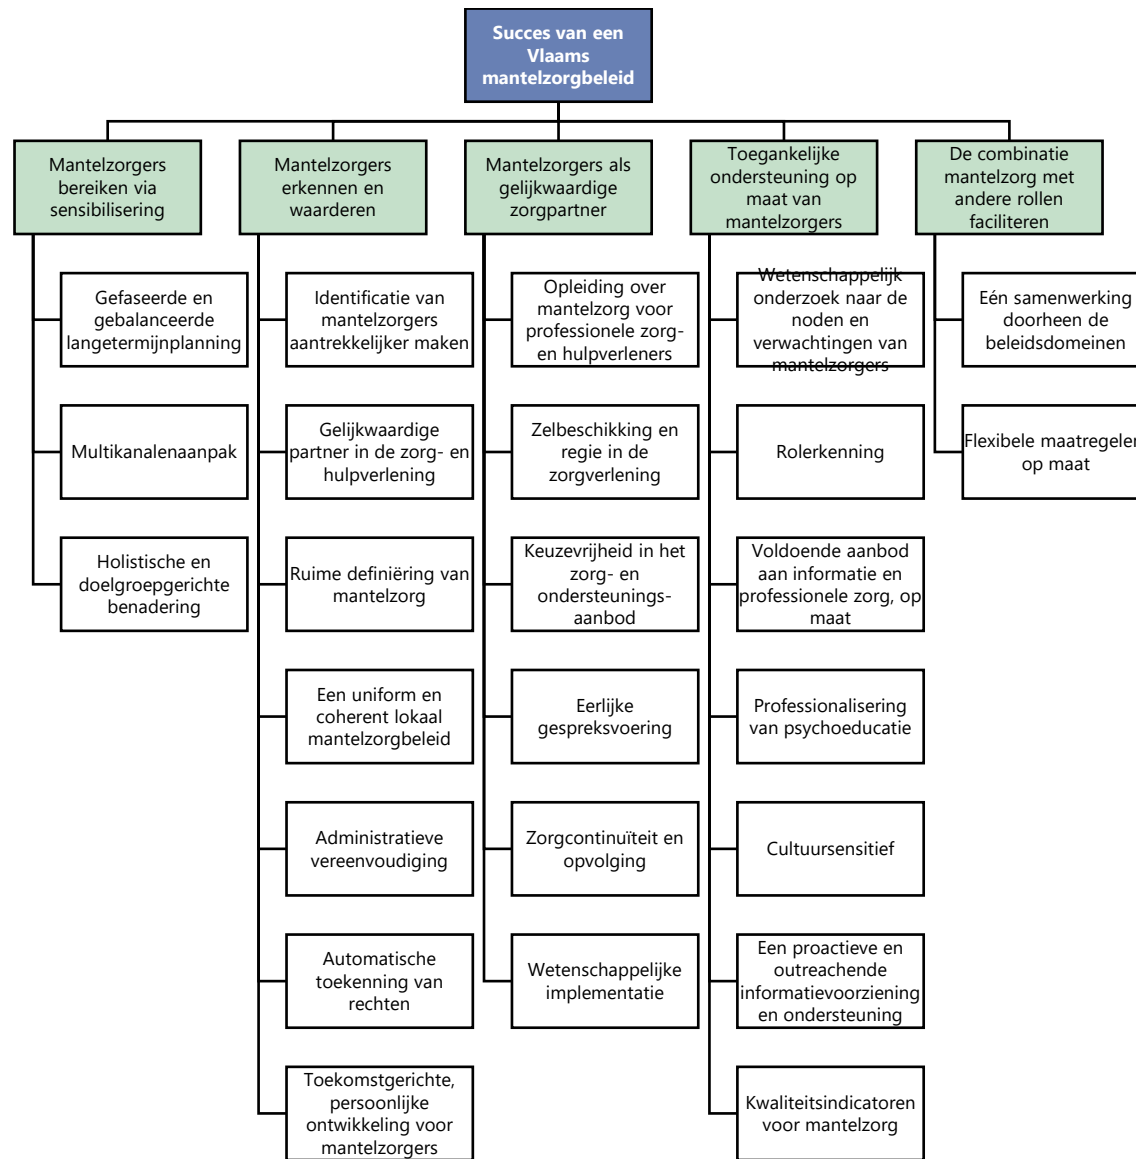 Succes van een
Vlaams
mantelzorgbeleid
Mantelzorgers
bereiken via
sensibilisering
Mantelzorgers
erkennen en
waarderen
Mantelzorgers als
gelijkwaardige
zorgpartner
Toegankelijke
ondersteuning op
maat van
mantelzorgers
De combinatie
mantelzorg met
andere rollen
faciliteren
Gefaseerde en
gebalanceerde
langetermijnplanning
Multikanalenaanpak
Holistische en
doelgroepgerichte
benadering
Identificatie van
mantelzorgers
aantrekkelijker maken
Gelijkwaardige
partner in de zorg- en
hulpverlening
Ruime definiëring van
mantelzorg
Een uniform en
coherent lokaal
mantelzorgbeleid
Administratieve
vereenvoudiging
Automatische
toekenning van
rechten
Toekomstgerichte,
persoonlijke
ontwikkeling voor
mantelzorgers
Opleiding over
mantelzorg voor
professionele zorg-
en hulpverleners
Zelbeschikking en
regie in de
zorgverlening
Keuzevrijheid in het
zorg- en
ondersteunings-
aanbod
Eerlijke
gespreksvoering
Zorgcontinuïteit en
opvolging
Wetenschappelijke
implementatie
Wetenschappelijk
onderzoek naar de
noden en
verwachtingen van
mantelzorgers
Rolerkenning
Voldoende aanbod
aan informatie en
professionele zorg, op
maat
Professionalisering
van psychoeducatie
Cultuursensitief
Een proactieve en
outreachende
informatievoorziening
en ondersteuning
Kwaliteitsindicatoren
voor mantelzorg
Eén samenwerking
doorheen de
beleidsdomeinen
Flexibele maatregelen
op maat